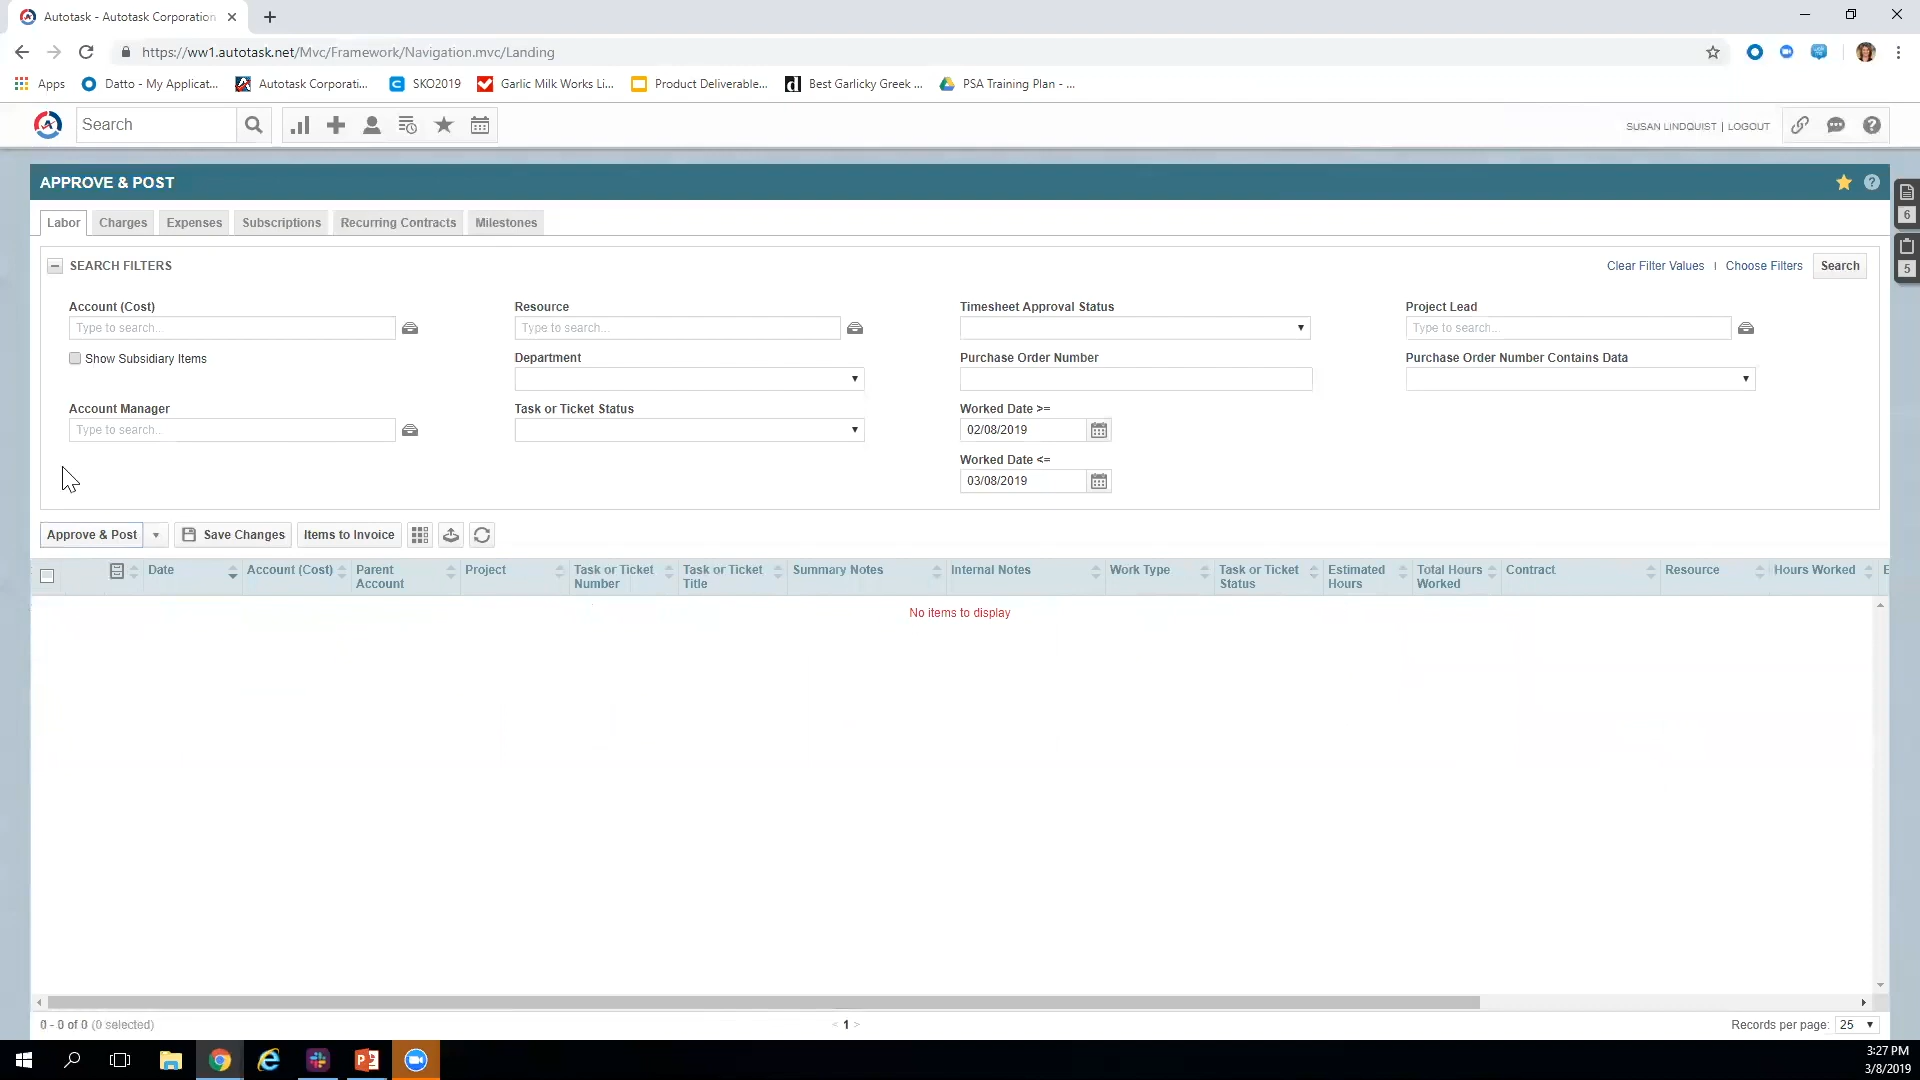 Autotask - Autotask Corporation
https://ww1.autotask.net/Mvc/Framework/Navigation.mvc/Landing
Apps
Datto - My Applicat...
Autotask Corporati...
SKO2019
Garlic Milk Works Li...
Product Deliverable...
Best Garlicky Greek ...
PSA Training Plan - ...
Search
SUSAN LINDQUIST | LOGOUT
APPROVE & POST
6
5
Labor
Charges
Expenses
Subscriptions
Recurring Contracts
Milestones
SEARCH FILTERS
Clear Filter Values | Choose Filters
Search
Account (Cost)
Resource
Timesheet Approval Status
Project Lead
Type to search...
Type to search...
Type to search...
Show Subsidiary Items
Department
Purchase Order Number
Purchase Order Number Contains Data
Account Manager
Task or Ticket Status
Worked Date >=
Type to search...
02/08/2019
Worked Date <=
03/08/2019
Approve & Post
Save Changes
Items to Invoice
Date
Account (Cost)
Parent
Account
Project
Task or Ticket
Number
Task or Ticket
Title
Summary Notes
Internal Notes
Work Type
Task or Ticket
Status
Estimated
Hours
Total Hours
Worked
Contract
Resource
Hours Worked
No items to display
0 - 0 of 0 (0 selected)
< 1 >
Records per page: 25
3:27 PM
3/8/2019